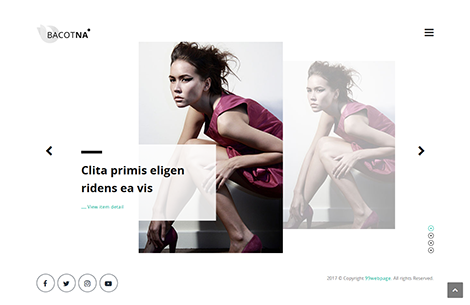 BACOTNA
Clita primis eligen
ridens ea vis
View item detail
2017 © Copyright 99webpage. All rights Reserved.